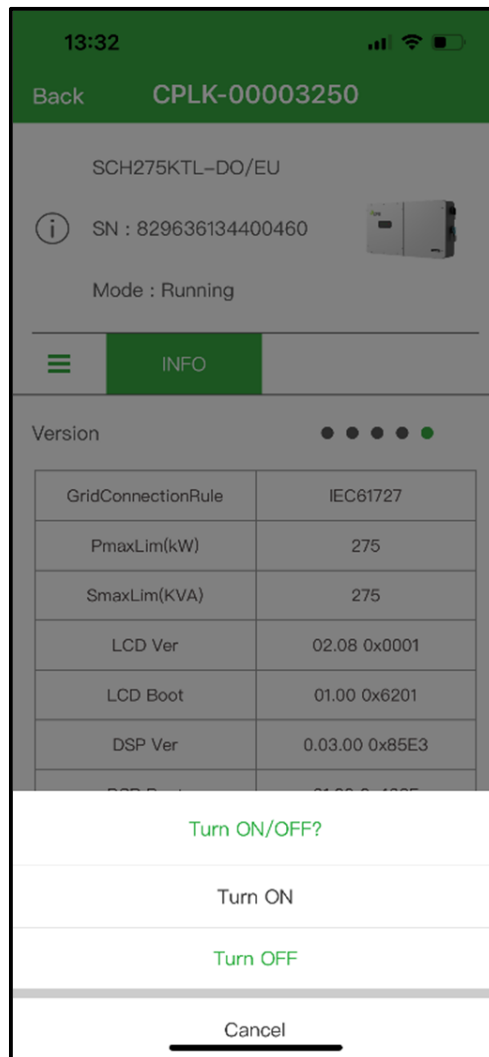 13:32
Back CPLK-00003250
SCH275KTL-DO/EU
SN : 829636134400460
Mode : Running
INFO
Version
GridConnectionRule IEC61727
PmaxLim(kW) 275
SmaxLim(KVA) 275
LCD Ver 02.08 0x0001
LCD Boot 01.00 0x6201
DSP Ver 0.03.00 0x85E3
Turn ON/OFF?
Turn ON
Turn OFF
Cancel